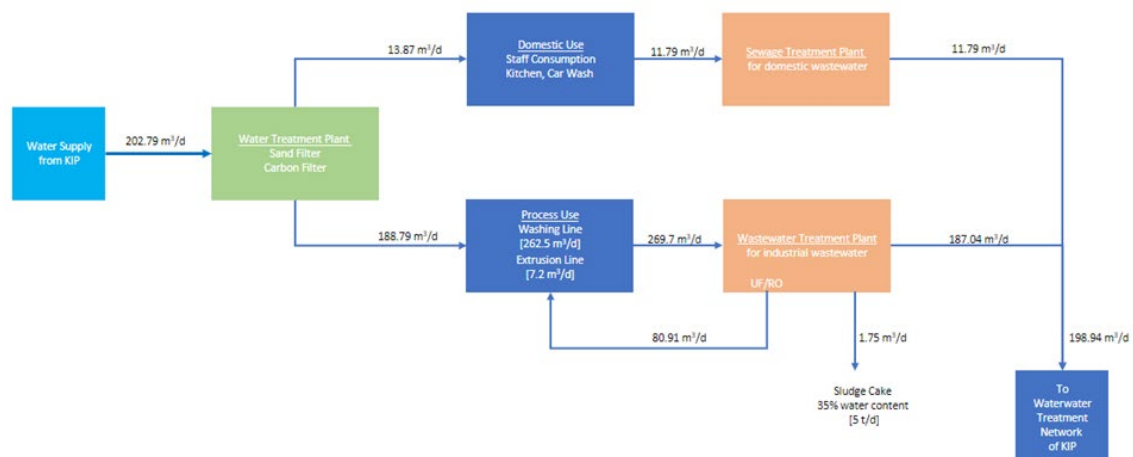 13.87 m³/d
Domestic Use
Staff Consumption
Kitchen, Car Wash
11.79 m³/d
Sewage Treatment Plant
for domestic wastewater
11.79 m³/d
Water Supply
from KIP
202.79 m³/d
Water Treatment Plant
Sand Filter
Carbon Filter
188.79 m³/d
Process Use
Washing Line
[262.5 m³/d]
Extrusion Line
[7.2 m³/d]
269.7 m³/d
Wastewater Treatment Plant
for industrial wastewater
UF/RO
187.04 m³/d
80.91 m³/d
1.75 m³/d
198.94 m³/d
Sludge Cake
35% water content
[5 t/d]
To
Waterwater
Treatment
Network
of KIP